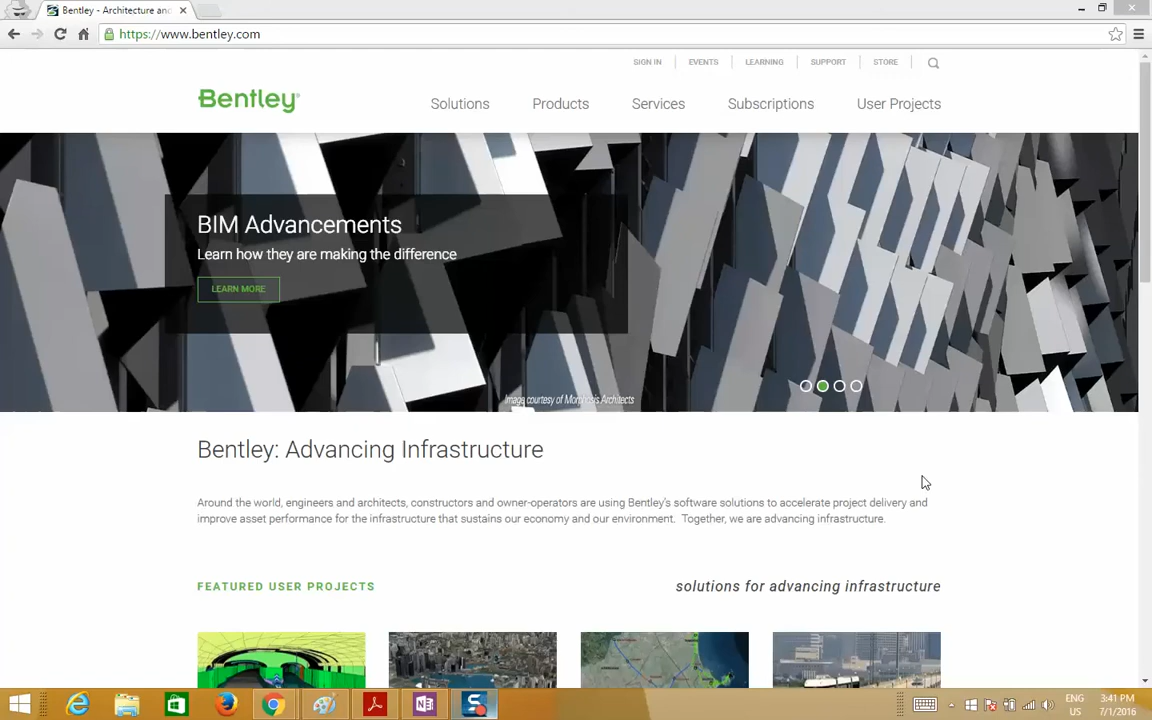 Bentley - Architecture and
https://www.bentley.com
SIGN IN EVENTS LEARNING SUPPORT STORE
Bentley®
Solutions Products Services Subscriptions User Projects
BIM Advancements
Learn how they are making the difference
LEARN MORE
Image courtesy of Morphosis Architects
Bentley: Advancing Infrastructure
Around the world, engineers and architects, constructors and owner-operators are using Bentley's software solutions to accelerate project delivery and
improve asset performance for the infrastructure that sustains our economy and our environment. Together, we are advancing infrastructure.
FEATURED USER PROJECTS
solutions for advancing infrastructure
ENG 3:41 PM
US 7/1/2016